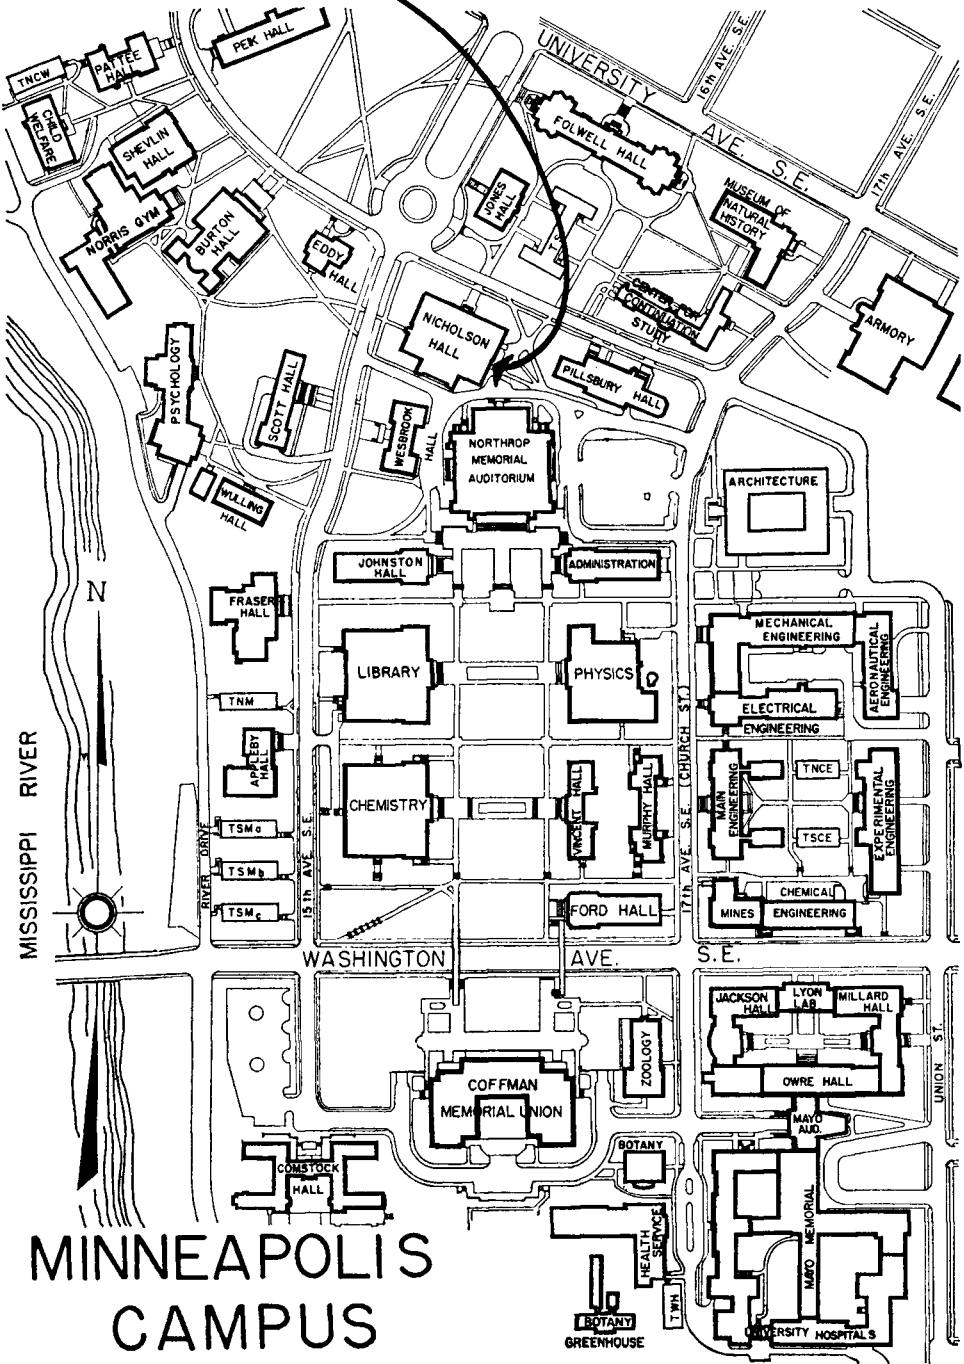 PEIK HALL
TNCW
PATTEE
HALL
CHILD
WELFARE
SHEVLIN
HALL
NORRIS GYM
BURTON
HALL
EDDY
HALL
JONES
HALL
FOLWELL HALL
UNIVERSITY AVE. S.E.
16th AVE. S.E.
17th AVE. S.E.
MUSEUM OF
NATURAL
HISTORY
CENTER FOR
CONTINUATION
STUDY
ARMORY
NICHOLSON
HALL
PILLSBURY HALL
PSYCHOLOGY
SCOTT HALL
WESBROOK
HALL
WULLING
HALL
NORTHROP
MEMORIAL
AUDITORIUM
ARCHITECTURE
JOHNSTON
HALL
ADMINISTRATION
N
FRASER
HALL
LIBRARY
PHYSICS
MECHANICAL
ENGINEERING
AERONAUTICAL
ENGINEERING
ELECTRICAL
ENGINEERING
TNM
APPLEBY
HALL
CHEMISTRY
VINCENT HALL
MURPHY HALL
17th AVE. S.E. (CHURCH ST.)
MAIN
ENGINEERING
TNCE
TSCE
EXPERIMENTAL
ENGINEERING
TSMa
TSMb
TSMc
RIVER DRIVE
15th AVE S.E.
MISSISSIPPI RIVER
FORD HALL
MINES
CHEMICAL
ENGINEERING
WASHINGTON AVE. S.E.
JACKSON
HALL
LYON
LAB
MILLARD
HALL
OWRE HALL
MAYO
AUD.
UNION ST.
ZOOLOGY
COFFMAN
MEMORIAL UNION
COMSTOCK
HALL
BOTANY
HEALTH
SERVICE
TWH
MAYO MEMORIAL
UNIVERSITY HOSPITALS
BOTANY
GREENHOUSE
MINNEAPOLIS
CAMPUS